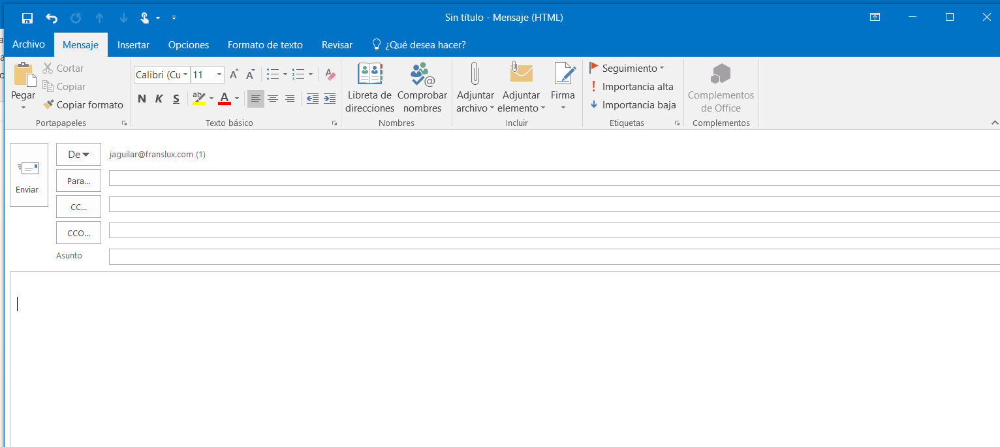 Sin título - Mensaje (HTML)
Archivo Mensaje Insertar Opciones Formato de texto Revisar ¿Qué desea hacer?
Pegar
Cortar
Copiar
Copiar formato
Portapapeles
Calibri (Cu 11 A A
N K S ab A
Texto básico
Libreta de direcciones
Comprobar nombres
Nombres
Adjuntar archivo
Adjuntar elemento
Firma
Incluir
Seguimiento
Importancia alta
Importancia baja
Etiquetas
Complementos de Office
Complementos
Enviar
De jaguilar@franslux.com (1)
Para...
CC...
CCO...
Asunto